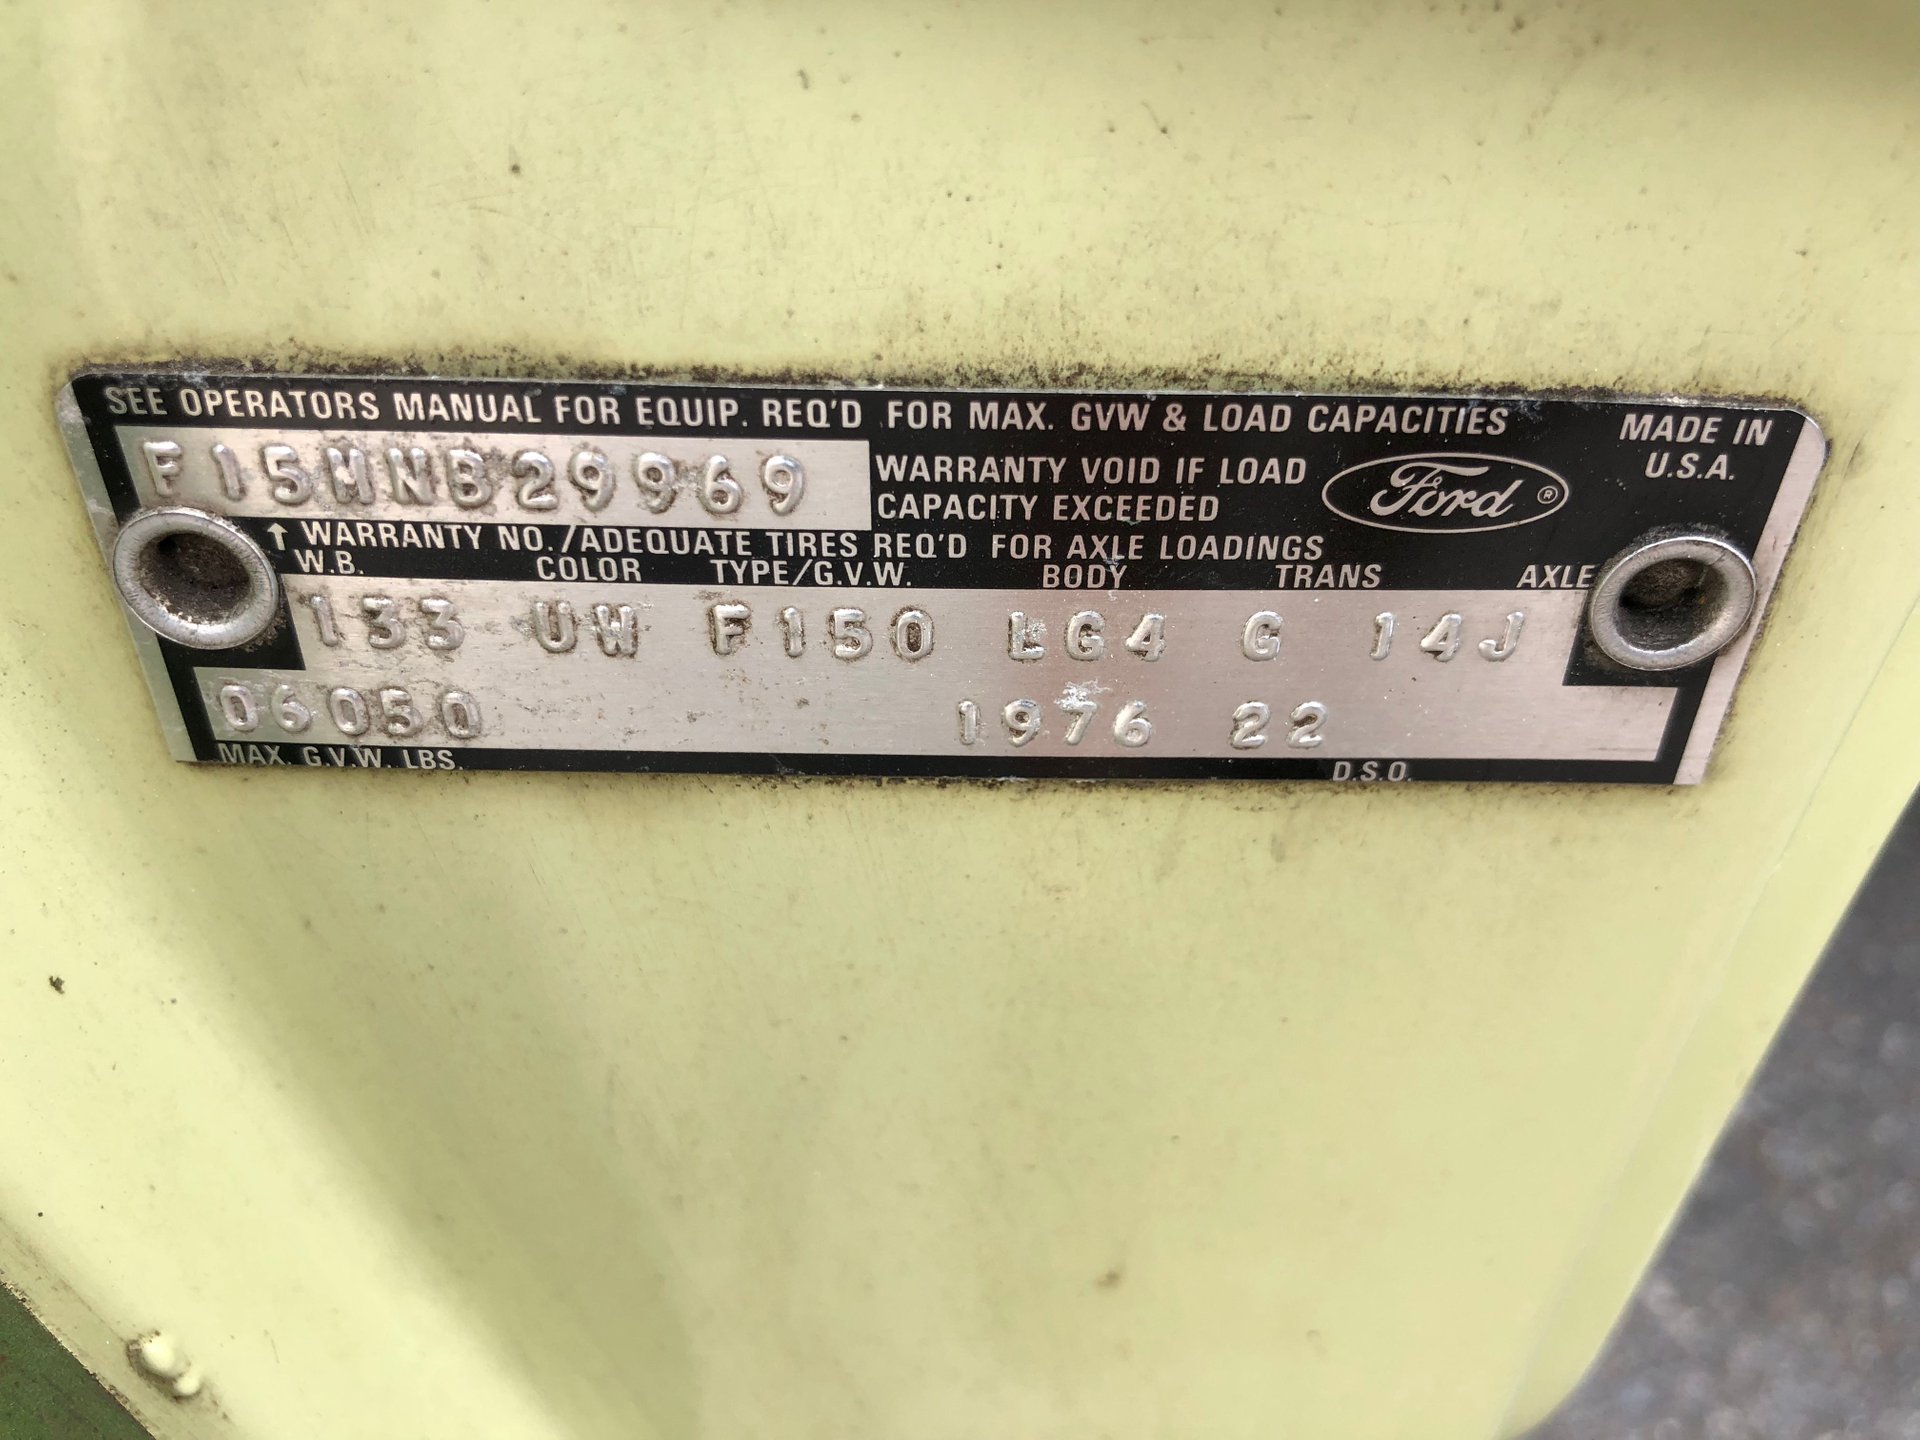 SEE OPERATORS MANUAL FOR EQUIP. REQ'D FOR MAX. GVW & LOAD CAPACITIES
MADE IN
U.S.A.
F15MNB29969
WARRANTY VOID IF LOAD
CAPACITY EXCEEDED
Ford ®
↑ WARRANTY NO./ADEQUATE TIRES REQ'D FOR AXLE LOADINGS
W.B. COLOR TYPE/G.V.W. BODY TRANS AXLE
133 UW F150 LG4 G 14J
06050 1976 22
MAX. G.V.W. LBS. D.S.O.